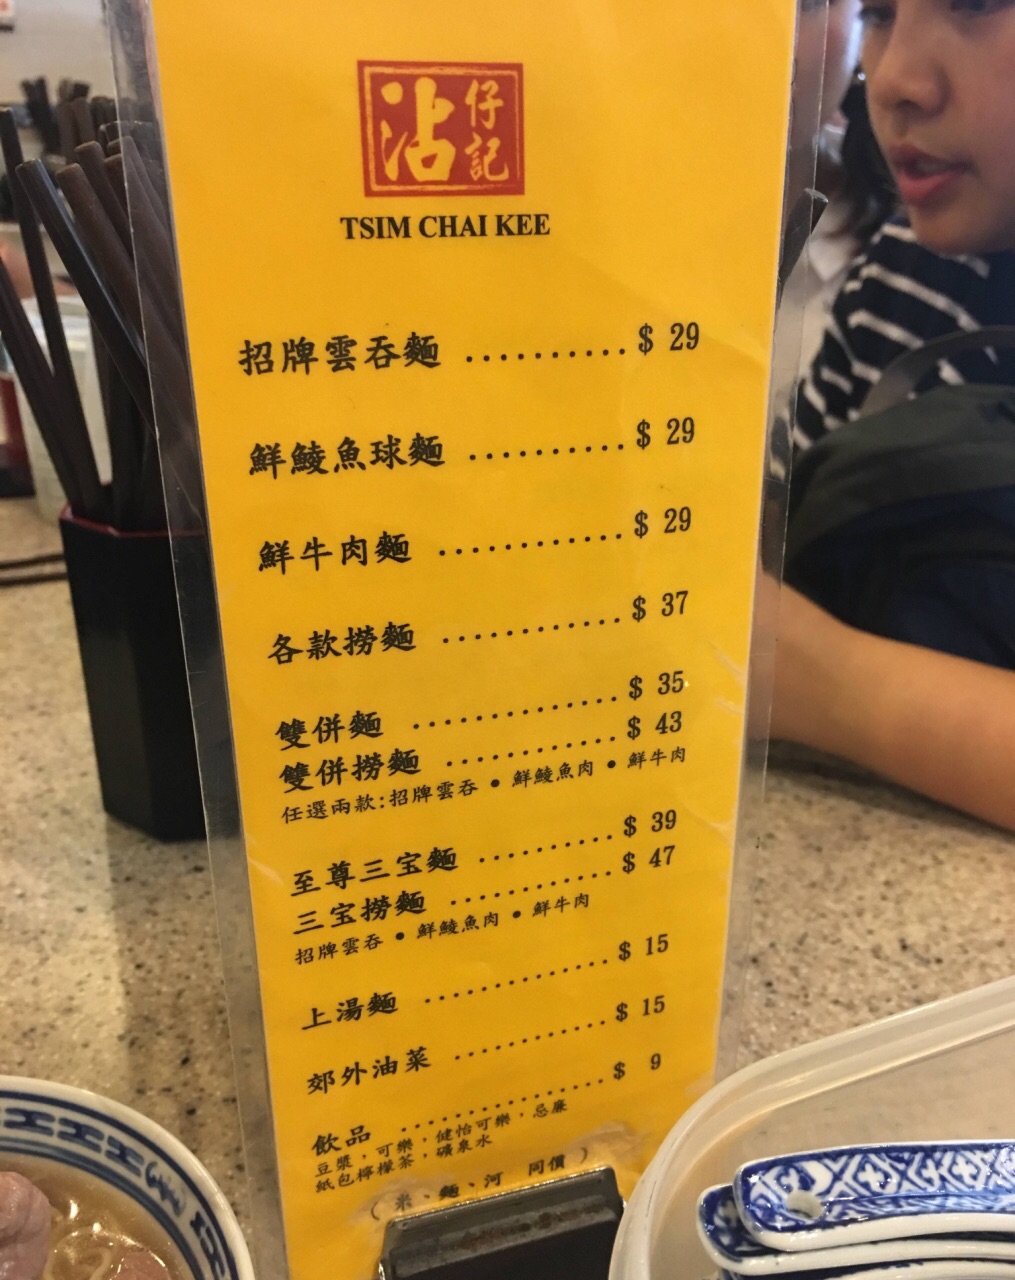 沾仔記
TSIM CHAI KEE
招牌雲吞麵 .......... $ 29
鮮鯪魚球麵 .......... $ 29
鮮牛肉麵 ............ $ 29
各款撈麵 ............ $ 37
雙併麵 .............. $ 35
雙併撈麵 ............ $ 43
任選兩款:招牌雲吞 • 鮮鯪魚肉 • 鮮牛肉
至尊三宝麵 .......... $ 39
三宝撈麵 ............ $ 47
招牌雲吞 • 鮮鯪魚肉 • 鮮牛肉
上湯麵 .............. $ 15
郊外油菜 ............ $ 15
飲品 ................ $ 9
豆漿，可樂，健怡可樂，忌廉
紙包檸檬茶，礦泉水
(米、麵、河 同價)